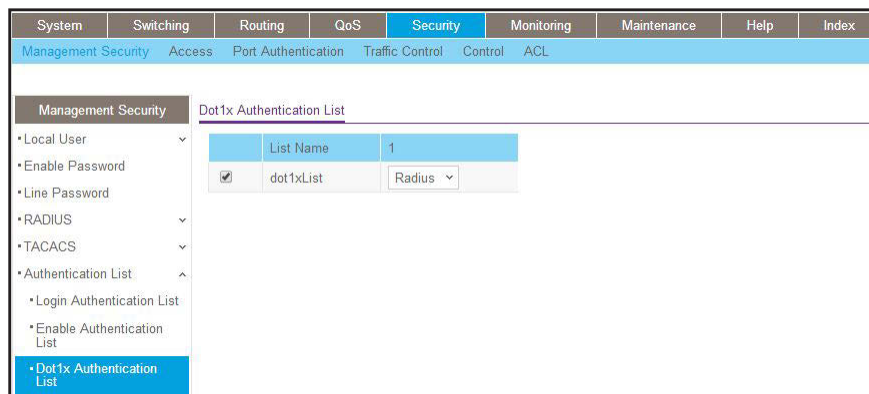 System Switching Routing QoS Security Monitoring Maintenance Help Index
Management Security Access Port Authentication Traffic Control Control ACL
Management Security
• Local User
• Enable Password
• Line Password
• RADIUS
• TACACS
• Authentication List
• Login Authentication List
• Enable Authentication
List
• Dot1x Authentication
List
Dot1x Authentication List
List Name 1
dot1xList Radius